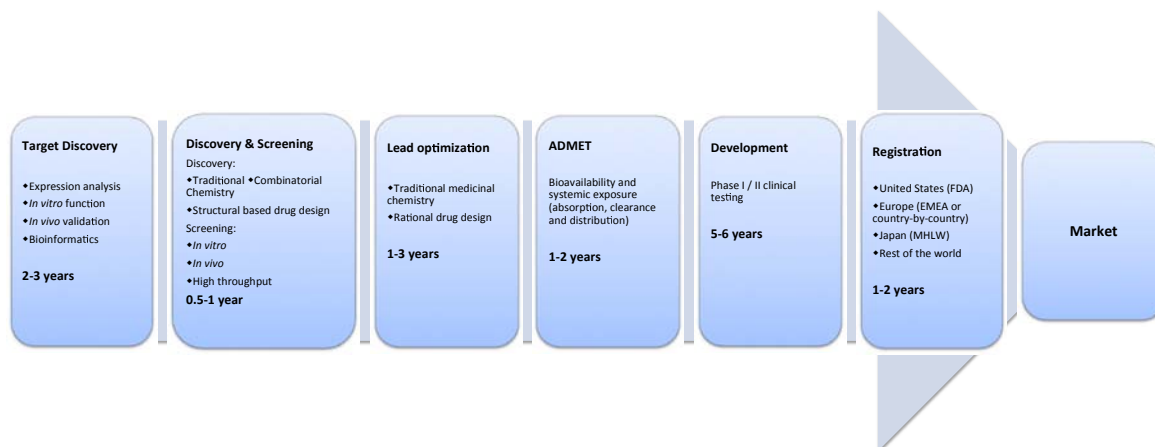 Target Discovery
◆Expression analysis
◆In vitro function
◆In vivo validation
◆Bioinformatics
2-3 years
Discovery & Screening
Discovery:
◆Traditional ◆Combinatorial
Chemistry
◆Structural based drug design
Screening:
◆In vitro
◆In vivo
◆High throughput
0.5-1 year
Lead optimization
◆Traditional medicinal
chemistry
◆Rational drug design
1-3 years
ADMET
Bioavailability and
systemic exposure
(absorption, clearance
and distribution)
1-2 years
Development
Phase I / II clinical
testing
5-6 years
Registration
◆United States (FDA)
◆Europe (EMEA or
country-by-country)
◆Japan (MHLW)
◆Rest of the world
1-2 years
Market